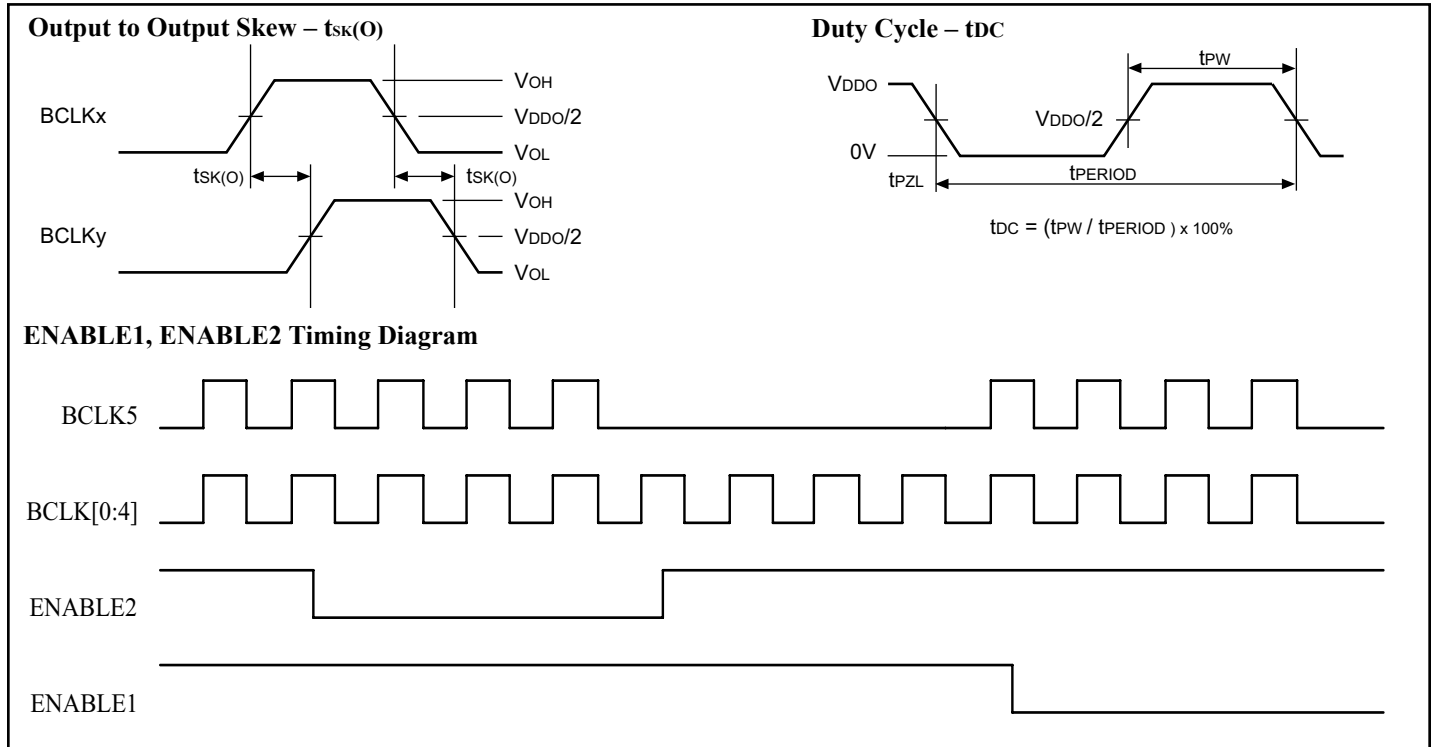 Output to Output Skew – tSK(O)
BCLKx
VOH
VDDO/2
VOL
tSK(O)
tSK(O)
BCLKy
VOH
VDDO/2
VOL
Duty Cycle – tDC
tPW
VDDO
VDDO/2
0V
tPZL
tPERIOD
tDC = (tPW / tPERIOD ) x 100%
ENABLE1, ENABLE2 Timing Diagram
BCLK5
BCLK[0:4]
ENABLE2
ENABLE1